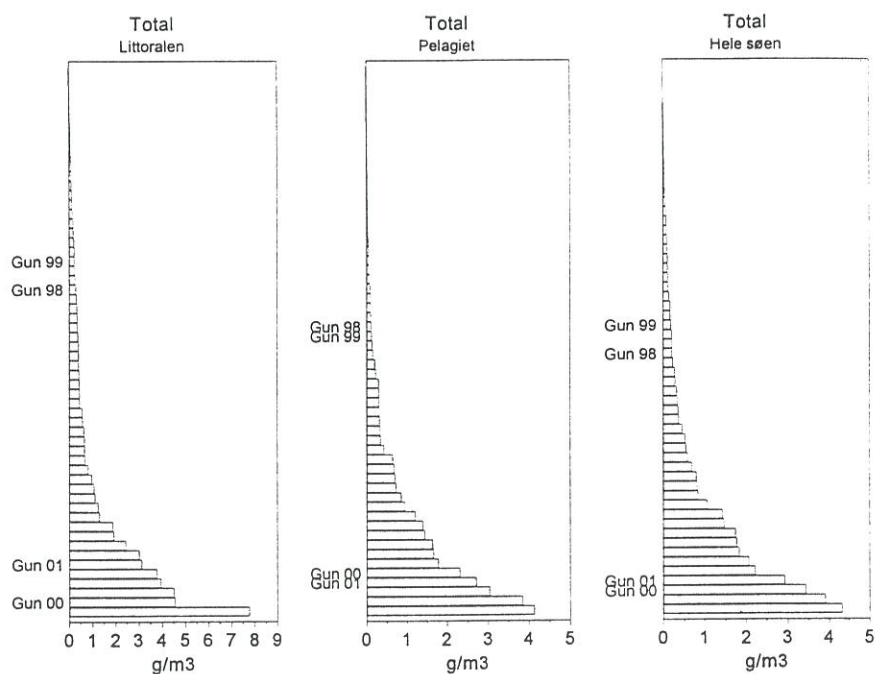 Total
Littoralen
Gun 99
Gun 98
Gun 01
Gun 00
0 1 2 3 4 5 6 7 8 9
g/m3
Total
Pelagiet
Gun 98
Gun 99
Gun 00
Gun 01
0 1 2 3 4 5
g/m3
Total
Hele søen
Gun 99
Gun 98
Gun 01
Gun 00
0 1 2 3 4 5
g/m3